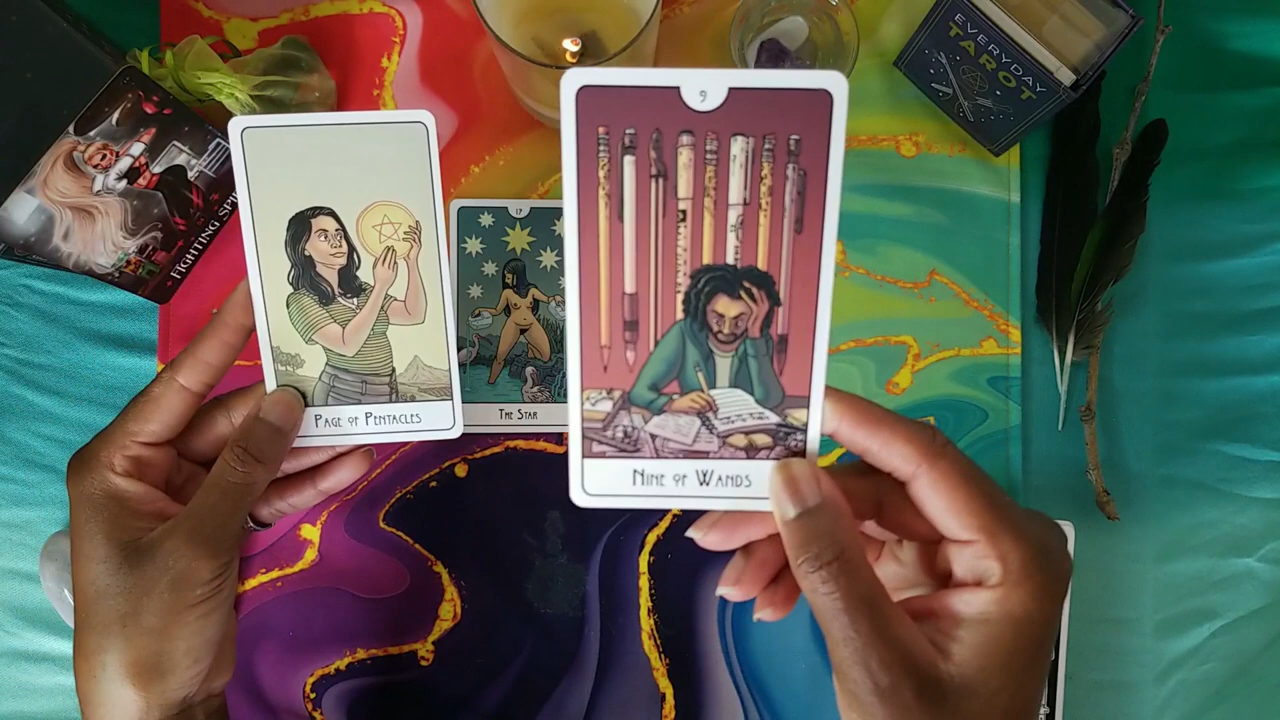 EVERYDAY
TAROT
9
17
FIGHTING SPI
PAGE OF PENTACLES
THE STAR
NINE OF WANDS